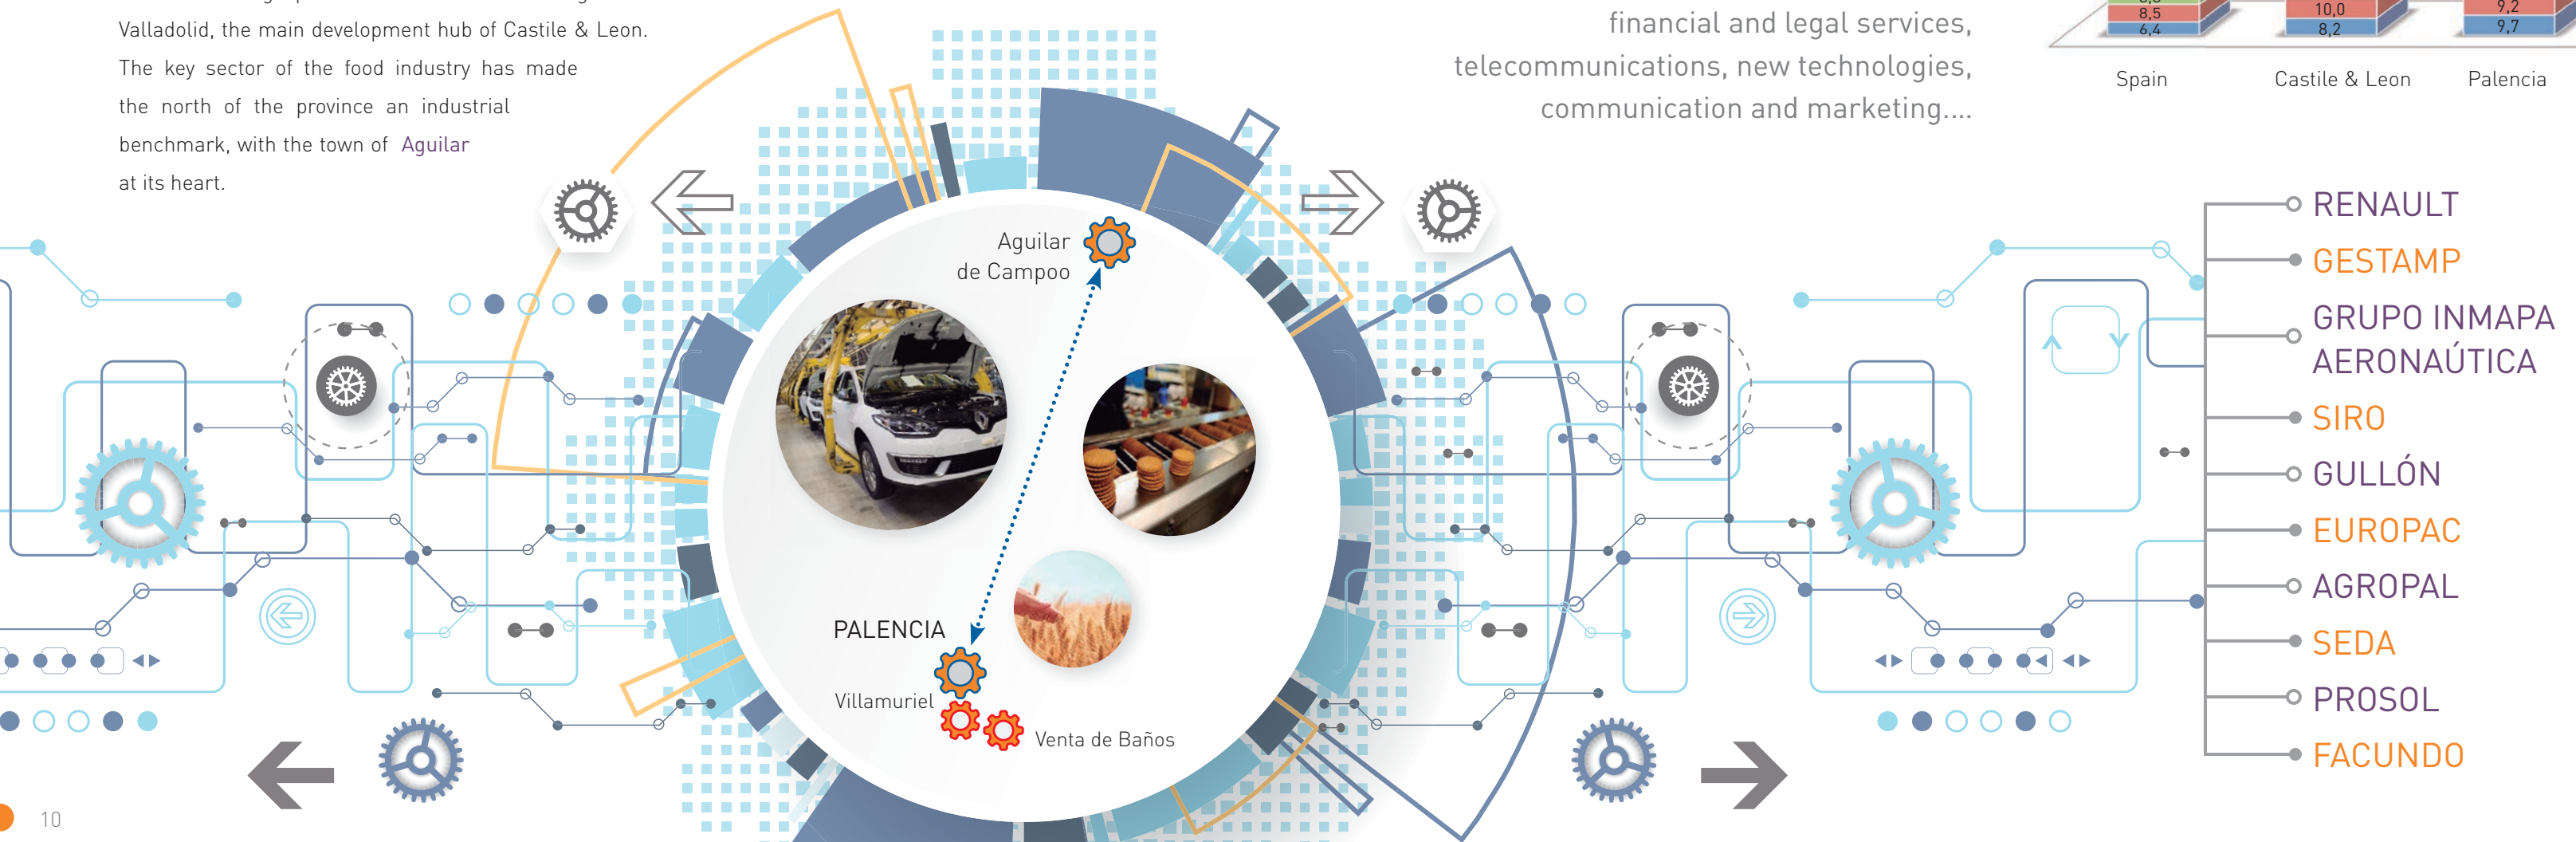 Valladolid, the main development hub of Castile & Leon.
The key sector of the food industry has made
the north of the province an industrial
benchmark, with the town of Aguilar
at its heart.
financial and legal services,
telecommunications, new technologies,
communication and marketing....
8,5
10,0
9,2
6,4
8,2
9,7
Spain
Castile & Leon
Palencia
Aguilar
de Campoo
PALENCIA
Villamuriel
Venta de Baños
RENAULT
GESTAMP
GRUPO INMAPA
AERONAÚTICA
SIRO
GULLÓN
EUROPAC
AGROPAL
SEDA
PROSOL
FACUNDO
10